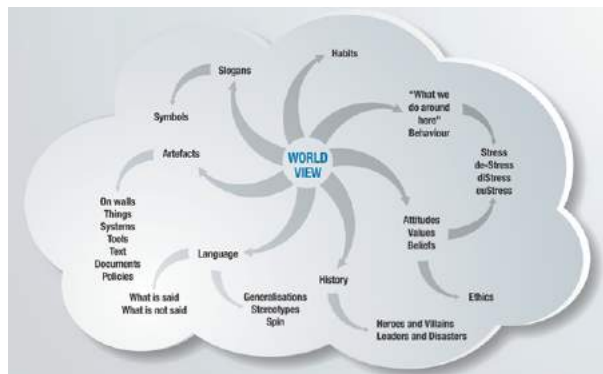 Habits
Slogans
Symbols
"What we
do around
here"
Behaviour
Stress
de-Stress
diStress
euStress
WORLD
VIEW
Artefacts
On walls
Things
Systems
Tools
Text
Documents
Policies
Attitudes
Values
Beliefs
Ethics
Language
What is said
What is not said
Generalisations
Stereotypes
Spin
History
Heroes and Villains
Leaders and Disasters